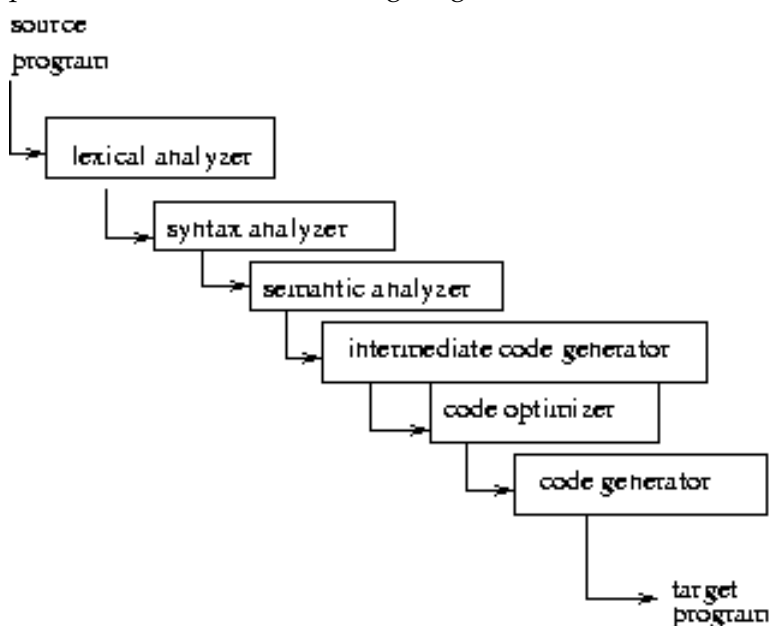 source
program
lexical analyzer
syntax analyzer
semantic analyzer
intermediate code generator
code optimizer
code generator
target
program